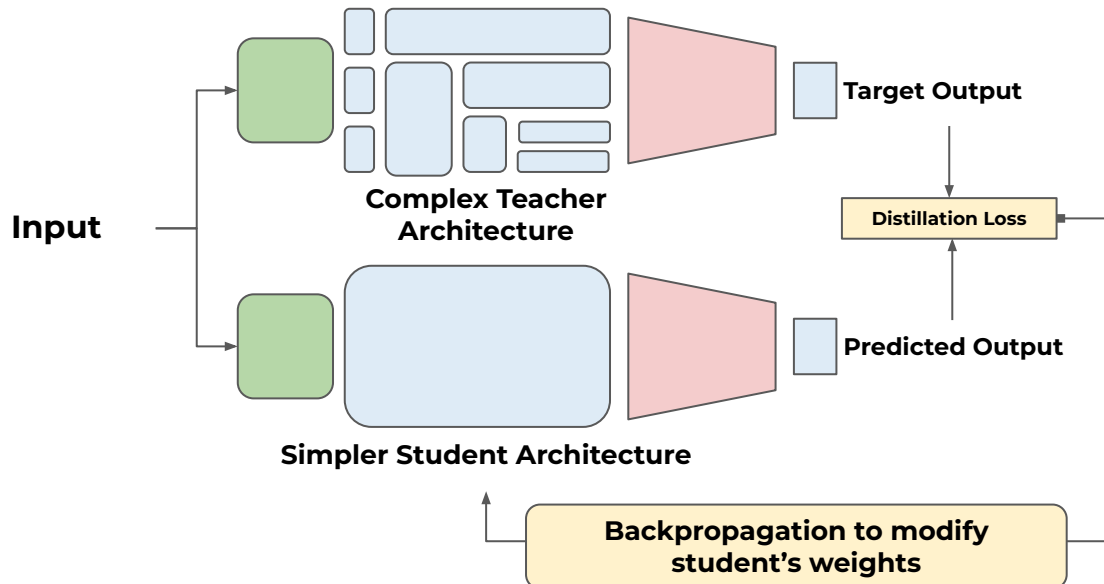 Target Output
Complex Teacher
Architecture
Input
Distillation Loss
Predicted Output
Simpler Student Architecture
Backpropagation to modify
student’s weights